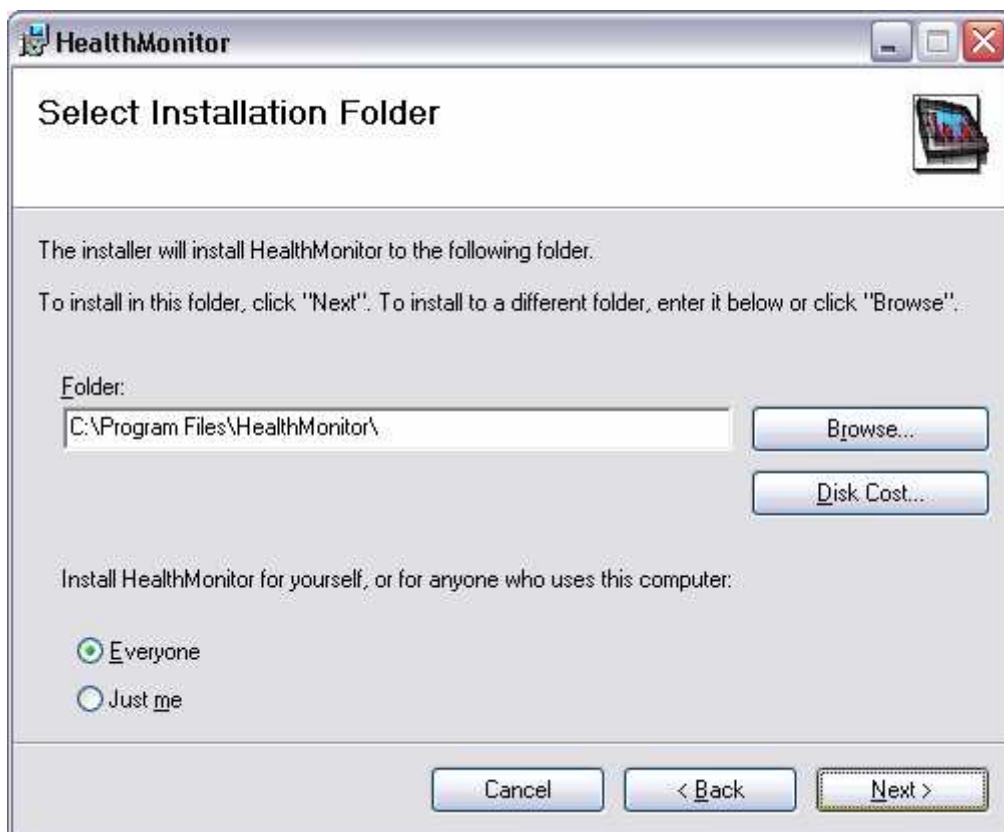 HealthMonitor
Select Installation Folder
The installer will install HealthMonitor to the following folder.
To install in this folder, click "Next". To install to a different folder, enter it below or click "Browse".
Folder:
C:\Program Files\HealthMonitor\
Browse...
Disk Cost...
Install HealthMonitor for yourself, or for anyone who uses this computer:
Everyone
Just me
Cancel
< Back
Next >